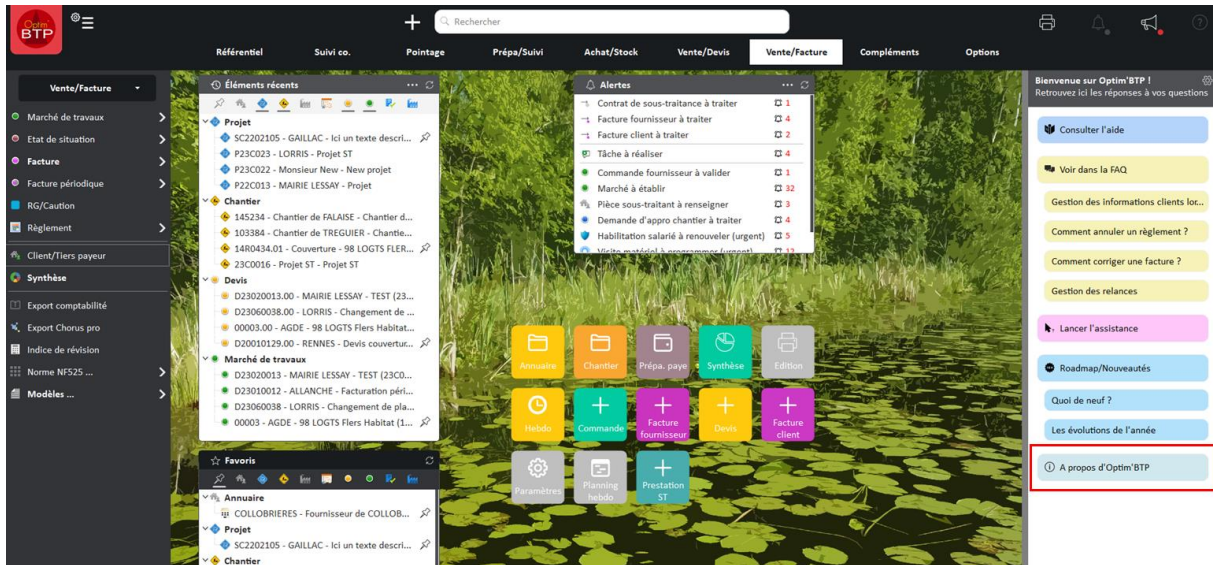 Optim
BTP
Rechercher
Référentiel
Suivi co.
Pointage
Prépa/Suivi
Achat/Stock
Vente/Devis
Vente/Facture
Compléments
Options
Vente/Facture
Marché de travaux
Etat de situation
Facture
Facture périodique
RG/Caution
Règlement
Client/Tiers payeur
Synthèse
Export comptabilité
Export Chorus pro
Indice de révision
Norme NF525 ...
Modèles ...
Éléments récents
Projet
SC2202105 - GAILLAC - Ici un texte descri...
P23C023 - LORRIS - Projet ST
P23C022 - Monsieur New - New projet
P22C013 - MAIRIE LESSAY - Projet
Chantier
145234 - Chantier de FALAISE - Chantier d...
103384 - Chantier de TREGUIER - Chantie...
14R0434.01 - Couverture - 98 LOGTS FLER...
23C0016 - Projet ST - Projet ST
Devis
D23020013.00 - MAIRIE LESSAY - TEST (23...
D23060038.00 - LORRIS - Changement de ...
00003.00 - AGDE - 98 LOGTS Flers Habitat...
D20010129.00 - RENNES - Devis couvertur...
Marché de travaux
D23020013 - MAIRIE LESSAY - TEST (23C0...
D23010012 - ALLANCHE - Facturation péri...
D23060038 - LORRIS - Changement de pla...
00003 - AGDE - 98 LOGTS Flers Habitat (1...
Favoris
Annuaire
COLLOBRIERES - Fournisseur de COLLOB...
Projet
SC2202105 - GAILLAC - Ici un texte descri...
Chantier
Alertes
Contrat de sous-traitance à traiter 1
Facture fournisseur à traiter 4
Facture client à traiter 2
Tâche à réaliser 4
Commande fournisseur à valider 1
Marché à établir 32
Pièce sous-traitant à renseigner 3
Demande d'appro chantier à traiter 4
Habilitation salarié à renouveler (urgent) 5
Visite matériel à programmer (urgent) 12
Annuaire
Chantier
Prépa. paye
Synthèse
Edition
Hebdo
Commande
Facture
fournisseur
Devis
Facture
client
Paramètres
Planning
hebdo
Prestation
ST
Bienvenue sur Optim'BTP !
Retrouvez ici les réponses à vos questions
Consulter l'aide
Voir dans la FAQ
Gestion des informations clients lor...
Comment annuler un règlement ?
Comment corriger une facture ?
Gestion des relances
Lancer l'assistance
Roadmap/Nouveautés
Quoi de neuf ?
Les évolutions de l'année
A propos d'Optim'BTP